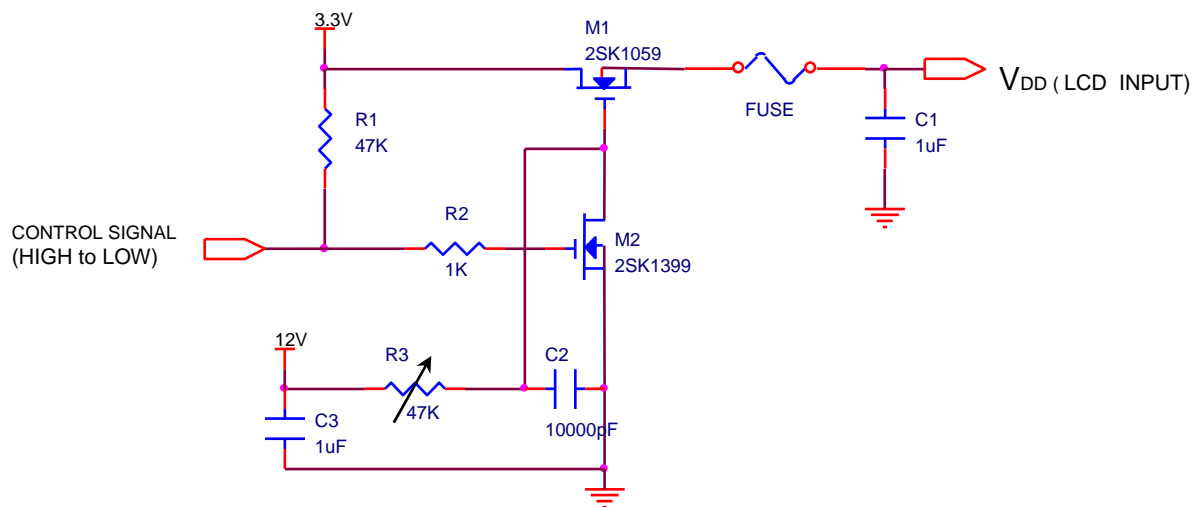 3.3V
M1
2SK1059
VDD ( LCD INPUT)
FUSE
R1
47K
C1
1uF
CONTROL SIGNAL
(HIGH to LOW)
R2
1K
M2
2SK1399
12V
R3
47K
C2
10000pF
C3
1uF